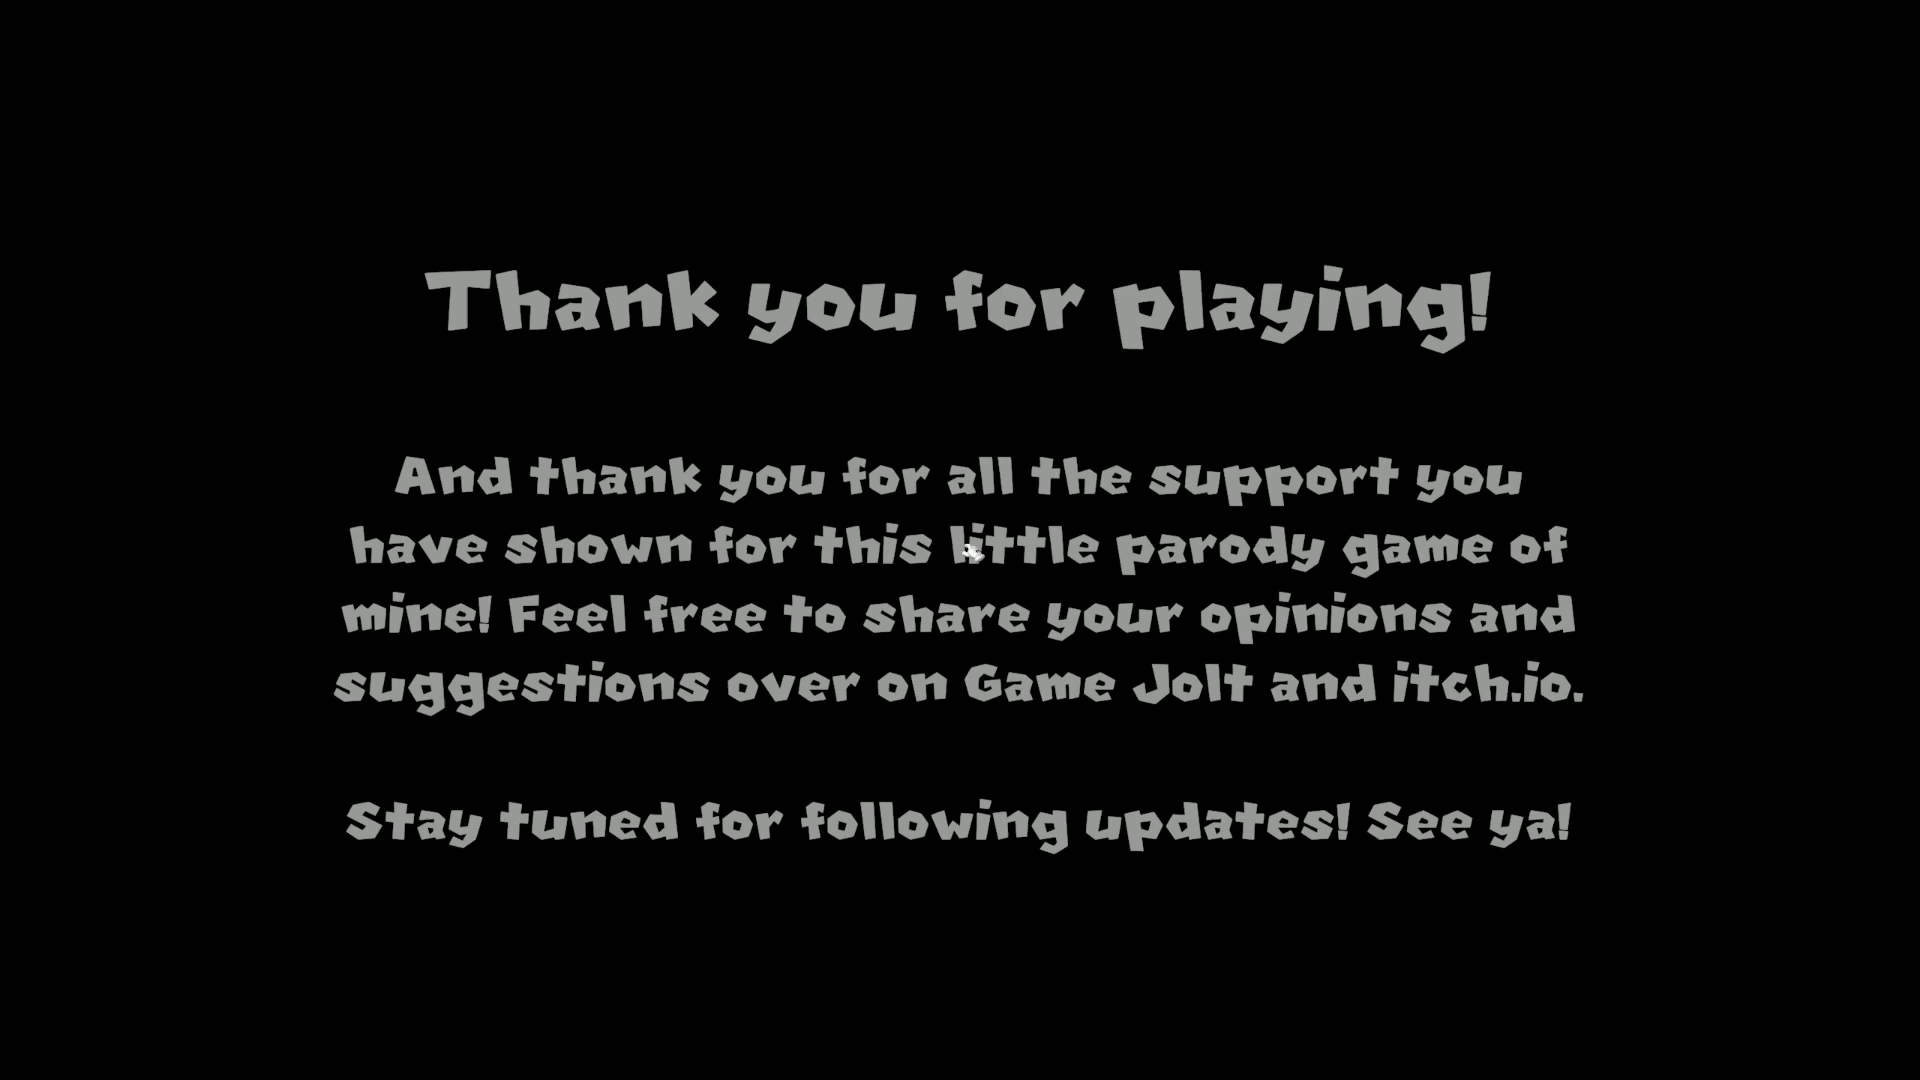 Thank you for playing!
And thank you for all the support you
have shown for this little parody game of
mine! Feel free to share your opinions and
suggestions over on Game Jolt and itch.io.
Stay tuned for following updates! See ya!